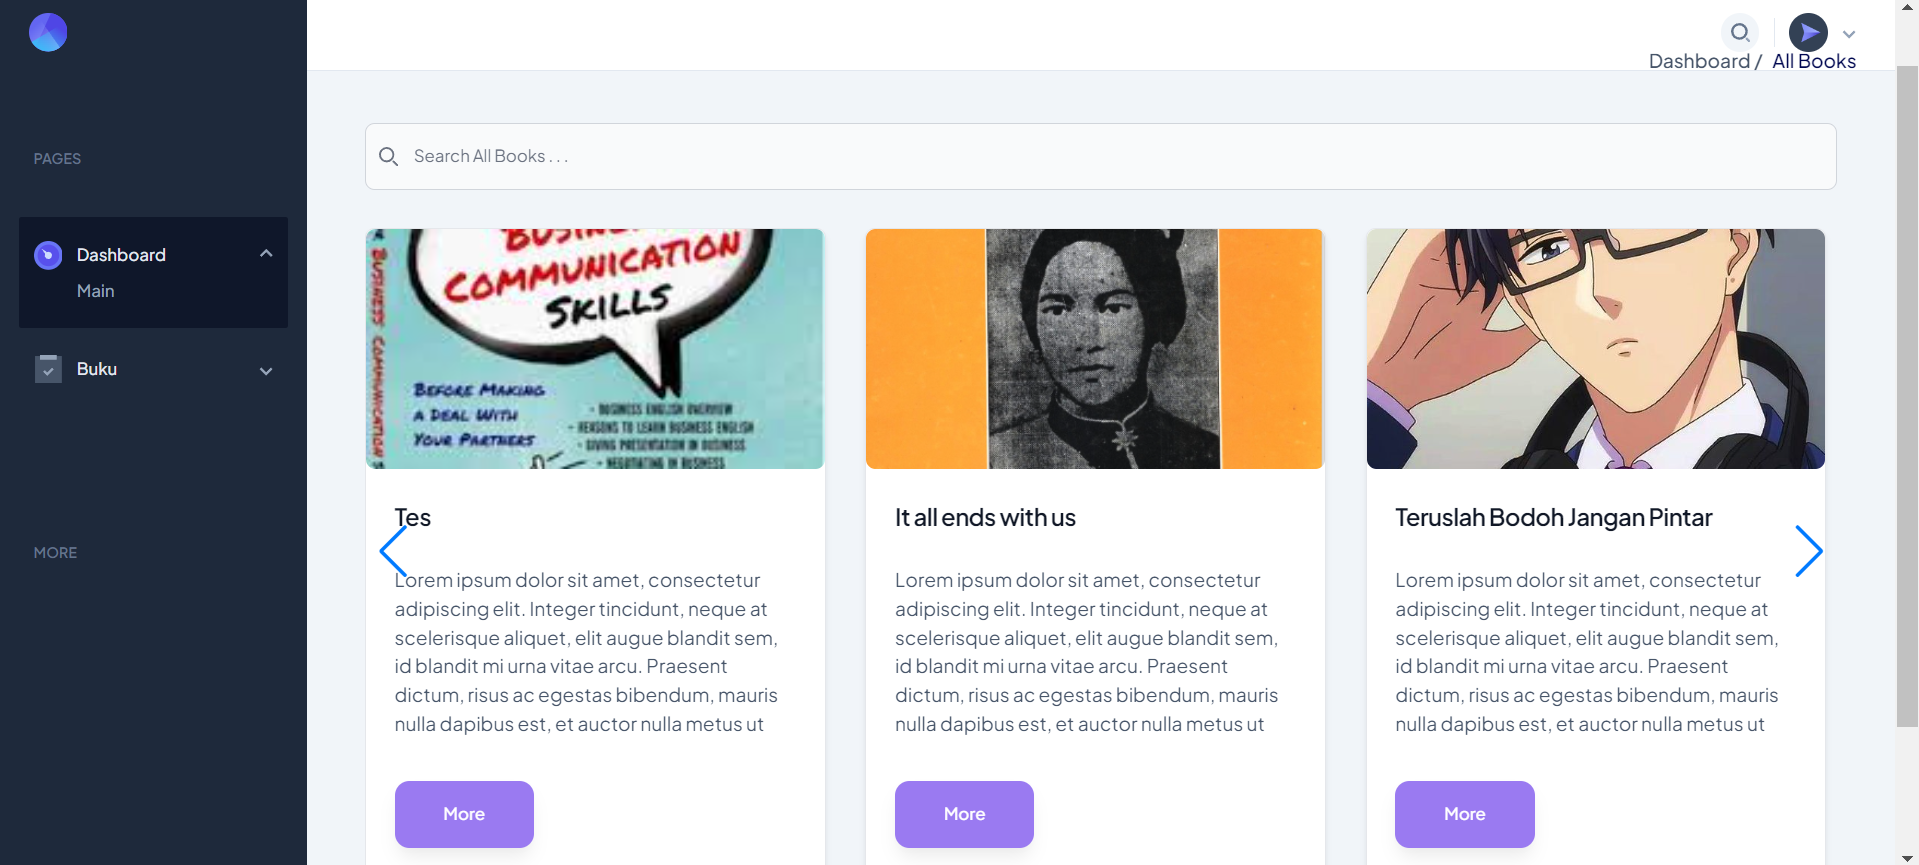 Dashboard / All Books
PAGES
Dashboard
Main
Buku
MORE
Search All Books . . .
BUSINESS COMMUNICATION
COMMUNICATION
SKILLS
BEFORE MAKING
A DEAL WITH
YOUR PARTNERS
- BUSINESS ENGLISH OVERVIEW
- REASONS TO LEARN BUSINESS ENGLISH
- GIVING PRESENTATION IN BUSINESS
- NEGOTIATING IN BUSINESS
Tes
Lorem ipsum dolor sit amet, consectetur
adipiscing elit. Integer tincidunt, neque at
scelerisque aliquet, elit augue blandit sem,
id blandit mi urna vitae arcu. Praesent
dictum, risus ac egestas bibendum, mauris
nulla dapibus est, et auctor nulla metus ut
More
It all ends with us
Lorem ipsum dolor sit amet, consectetur
adipiscing elit. Integer tincidunt, neque at
scelerisque aliquet, elit augue blandit sem,
id blandit mi urna vitae arcu. Praesent
dictum, risus ac egestas bibendum, mauris
nulla dapibus est, et auctor nulla metus ut
More
Teruslah Bodoh Jangan Pintar
Lorem ipsum dolor sit amet, consectetur
adipiscing elit. Integer tincidunt, neque at
scelerisque aliquet, elit augue blandit sem,
id blandit mi urna vitae arcu. Praesent
dictum, risus ac egestas bibendum, mauris
nulla dapibus est, et auctor nulla metus ut
More